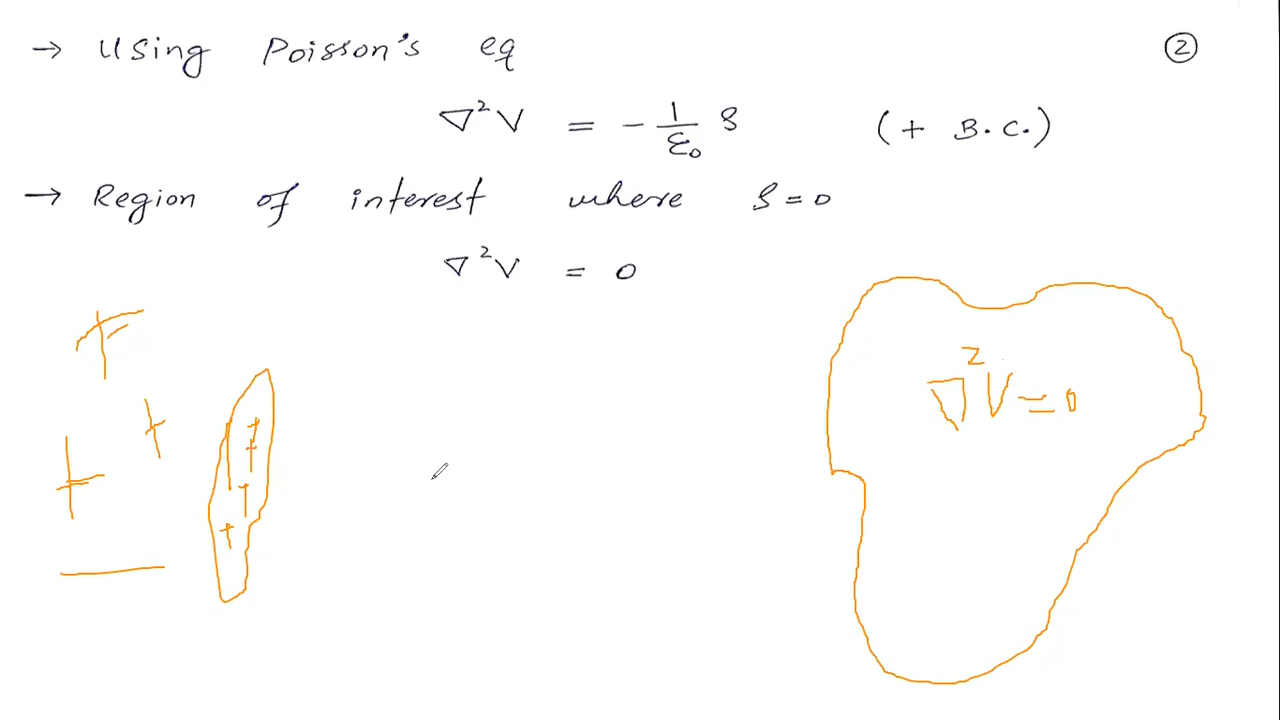 → Using Poisson's eq
②
∇²V = - 1/ε₀ ρ (+ B.C.)
→ Region of interest where ρ = 0
∇²V = 0
∇²V = 0
+
+
+
+
+
+
+
−